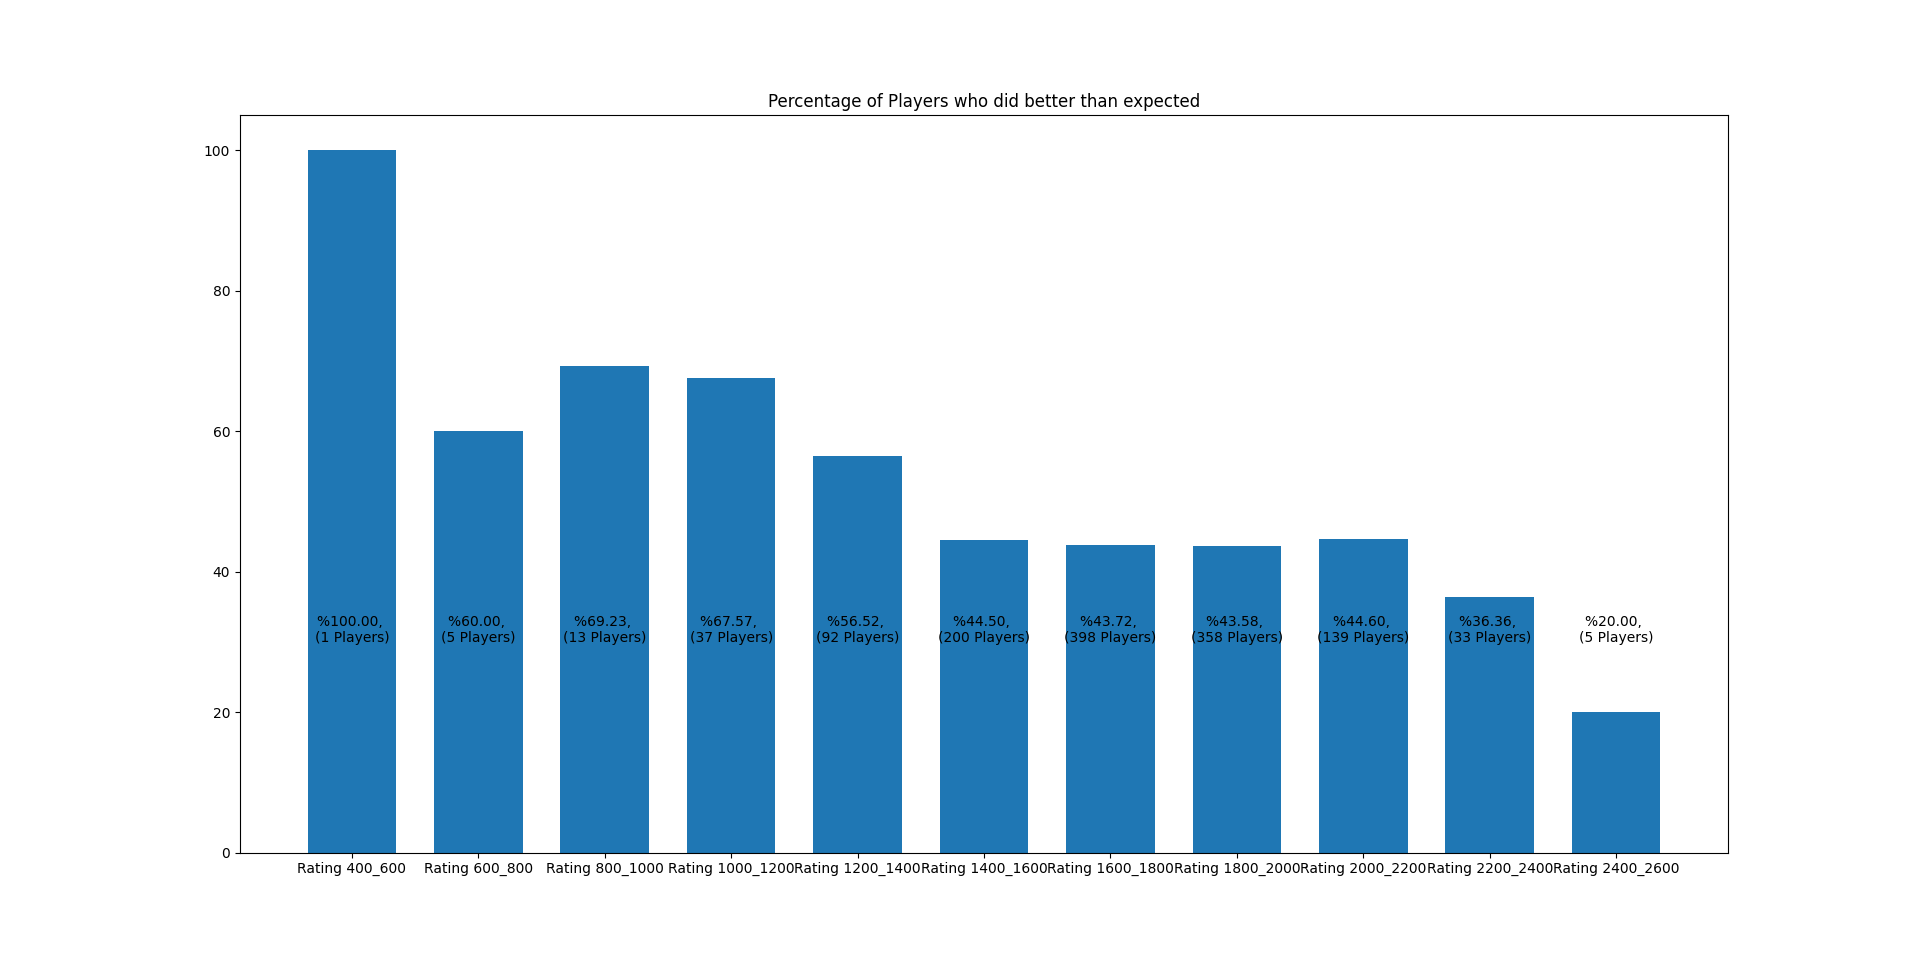 Percentage of Players who did better than expected
100
80
60
40
20
0
%100.00,
(1 Players)
%60.00,
(5 Players)
%69.23,
(13 Players)
%67.57,
(37 Players)
%56.52,
(92 Players)
%44.50,
(200 Players)
%43.72,
(398 Players)
%43.58,
(358 Players)
%44.60,
(139 Players)
%36.36,
(33 Players)
%20.00,
(5 Players)
Rating 400_600
Rating 600_800
Rating 800_1000
Rating 1000_1200
Rating 1200_1400
Rating 1400_1600
Rating 1600_1800
Rating 1800_2000
Rating 2000_2200
Rating 2200_2400
Rating 2400_2600